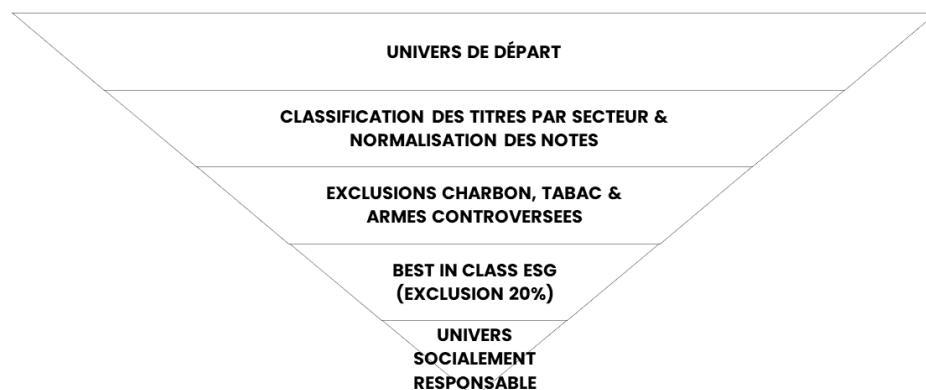 UNIVERS DE DÉPART
CLASSIFICATION DES TITRES PAR SECTEUR &
NORMALISATION DES NOTES
EXCLUSIONS CHARBON, TABAC &
ARMES CONTROVERSEES
BEST IN CLASS ESG
(EXCLUSION 20%)
UNIVERS
SOCIALEMENT
RESPONSABLE